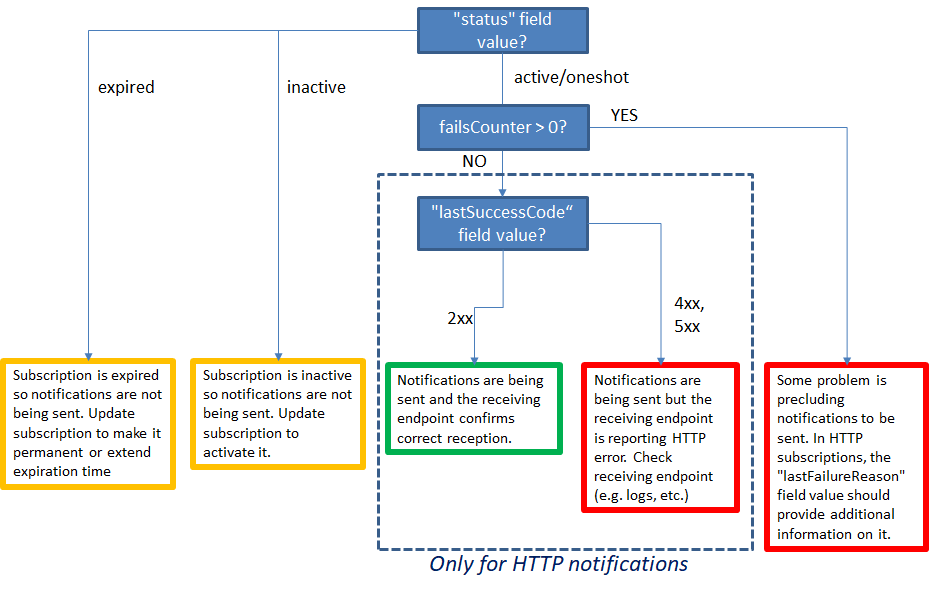 "status" field
value?
expired
inactive
active/oneshot
failsCounter > 0?
YES
NO
"lastSuccessCode“
field value?
2xx
4xx,
5xx
Subscription is expired
so notifications are not
being sent. Update
subscription to make it
permanent or extend
expiration time
Subscription is inactive
so notifications are not
being sent. Update
subscription to
activate it.
Notifications are being
sent and the receiving
endpoint confirms
correct reception.
Notifications are
being sent but the
receiving endpoint
is reporting HTTP
error. Check
receiving endpoint
(e.g. logs, etc.)
Some problem is
precluding
notifications to be
sent. In HTTP
subscriptions, the
"lastFailureReason"
field value should
provide additional
information on it.
Only for HTTP notifications